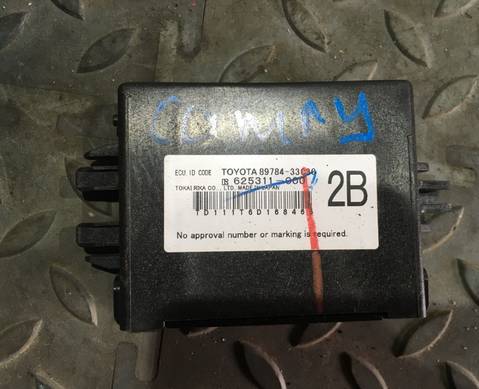 camry
ECU ID CODE TOYOTA 89784-33030
625311-000
TOKAI RIKA CO., LTD. MADE IN JAPAN
2B
No approval number or marking is required.